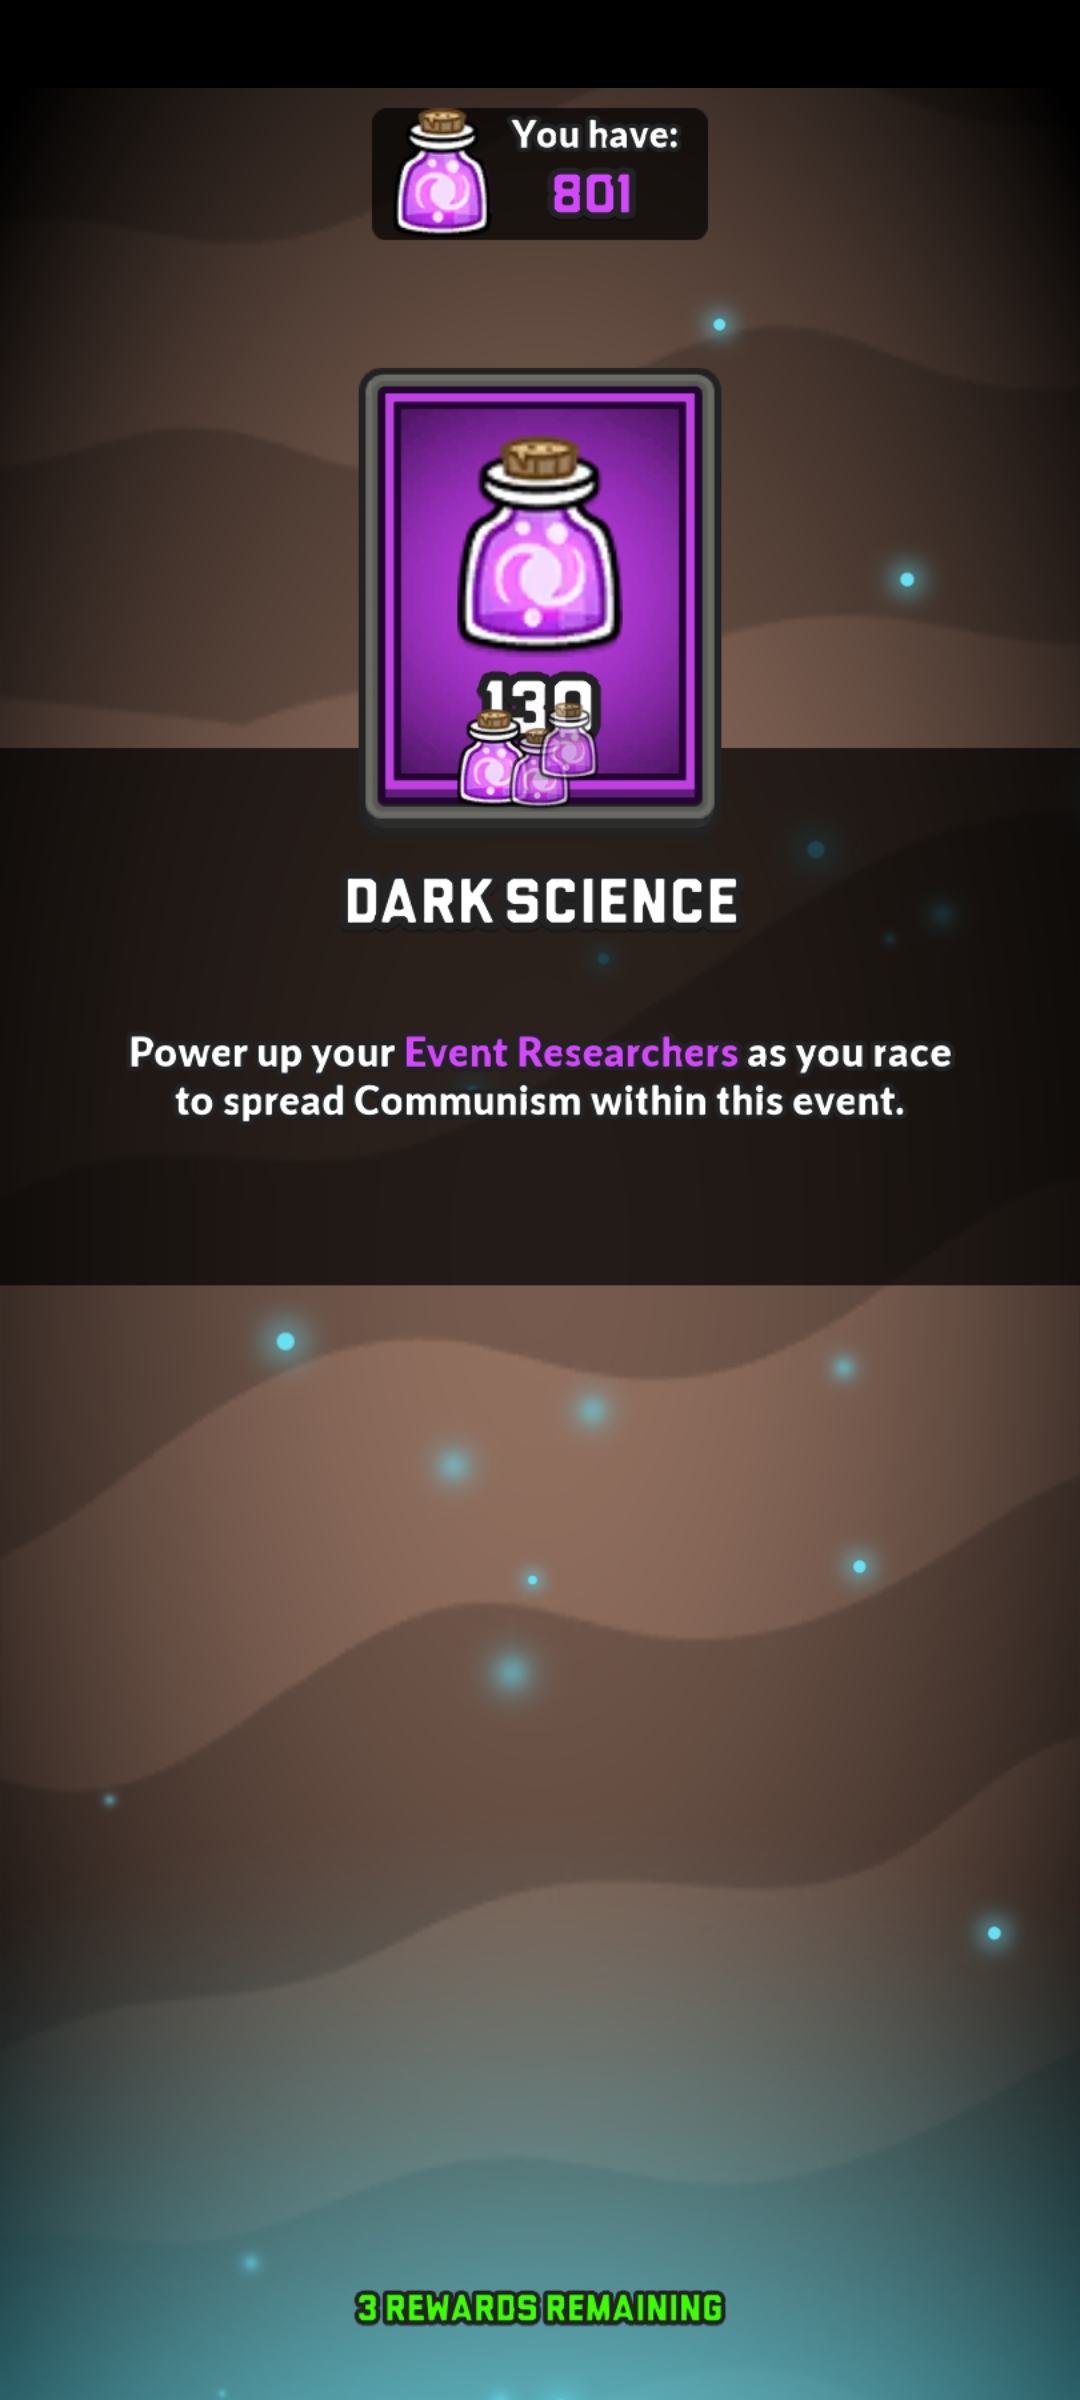 You have:
801
130
DARK SCIENCE
Power up your Event Researchers as you race
to spread Communism within this event.
3 REWARDS REMAINING